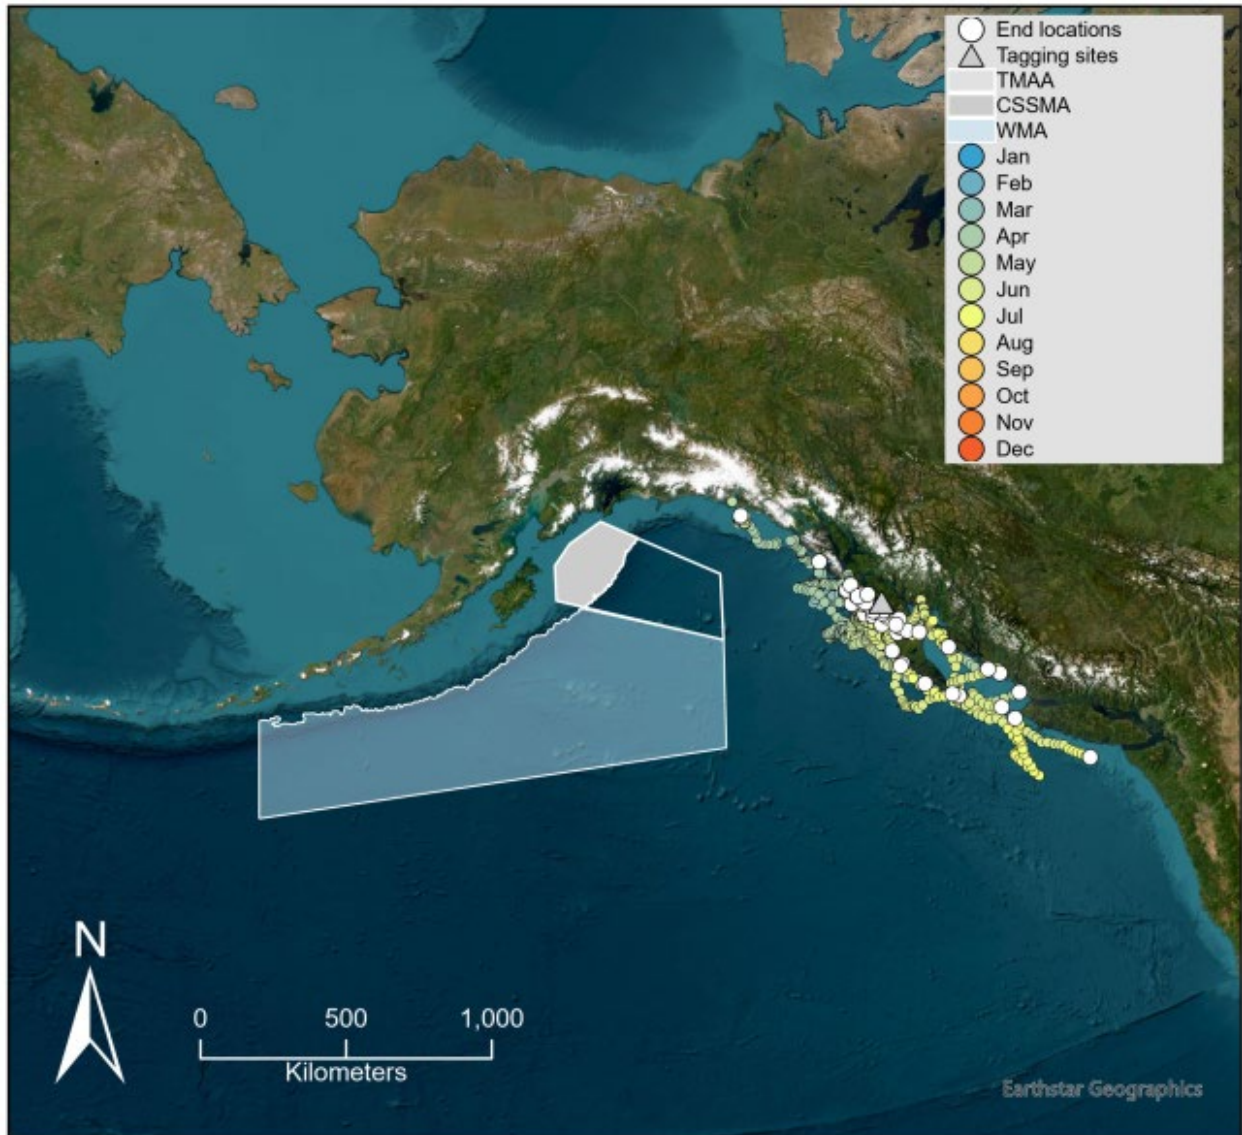 End locations
Tagging sites
TMAA
CSSMA
WMA
Jan
Feb
Mar
Apr
May
Jun
Jul
Aug
Sep
Oct
Nov
Dec
N
0 500 1,000
Kilometers
Earthstar Geographics